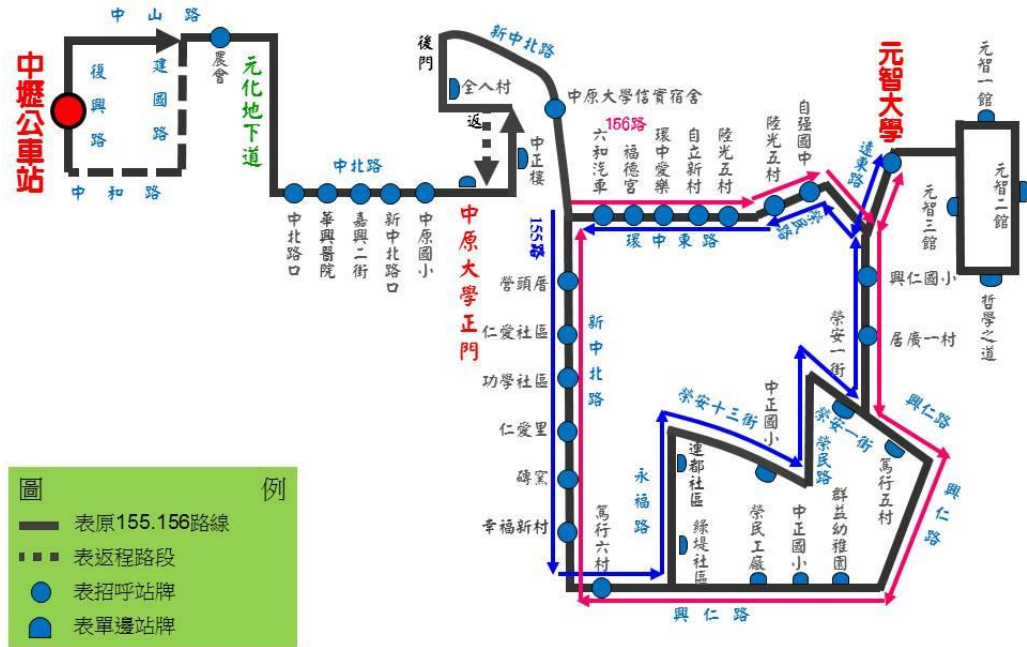 中山路
復興路
建國路
中和路
中壢公車站
農會
元化地下道
中北路
中北路口
華興醫院
嘉興二街
新中北路口
中原國小
中原大學正門
後門
全人村
返
中正樓
新中北路
中原大學信實宿舍
156路
六和汽車
福德宮
環中愛樂
自立新村
陸光五村
陸光五村
自強國中
榮民路
環中東路
155路
元智大學
遠東路
元智一館
元智二館
元智三館
哲學之道
興仁國小
居廣一村
營頭厝
仁愛社區
功學社區
仁愛里
磚窯
幸福新村
新中北路
篤行六村
永福路
榮安十三街
達都社區
綠堤社區
中正國小
榮民路
榮安一街
榮安一街
篤行五村
興仁路
興仁路
榮民工廠
中正國小
群益幼稚園
興仁路
圖例
表原155.156路線
表返程路段
表招呼站牌
表單邊站牌